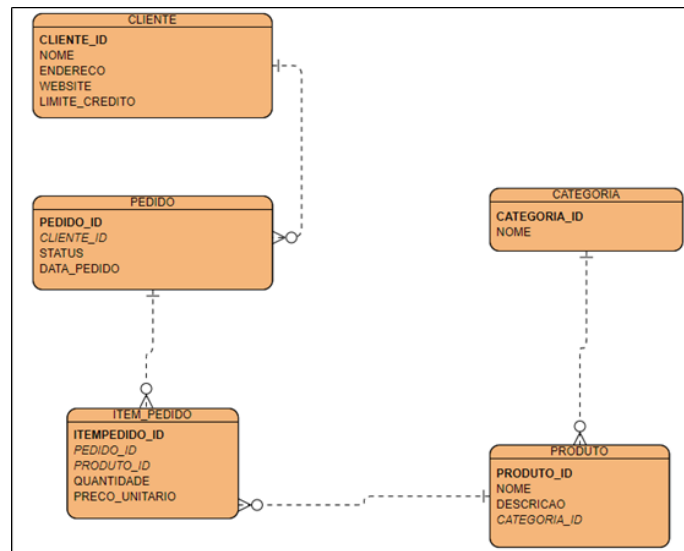 CLIENTE
CLIENTE_ID
NOME
ENDERECO
WEBSITE
LIMITE_CREDITO
PEDIDO
PEDIDO_ID
CLIENTE_ID
STATUS
DATA_PEDIDO
CATEGORIA
CATEGORIA_ID
NOME
ITEM_PEDIDO
ITEMPEDIDO_ID
PEDIDO_ID
PRODUTO_ID
QUANTIDADE
PRECO_UNITARIO
PRODUTO
PRODUTO_ID
NOME
DESCRICAO
CATEGORIA_ID